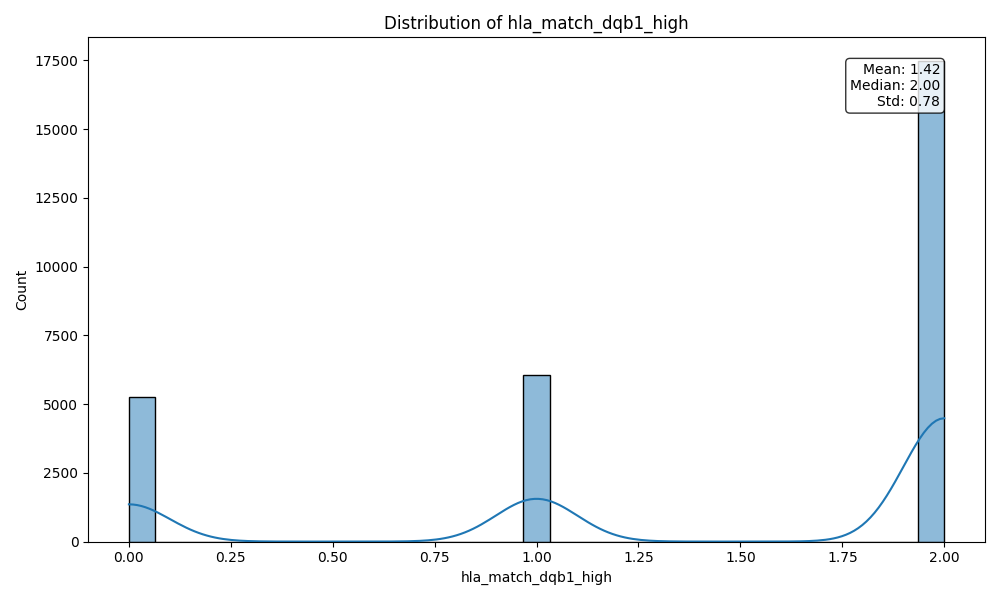 Distribution of hla_match_dqb1_high
Mean: 1.42
Median: 2.00
Std: 0.78
Count
17500
15000
12500
10000
7500
5000
2500
0
0.00 0.25 0.50 0.75 1.00 1.25 1.50 1.75 2.00
hla_match_dqb1_high